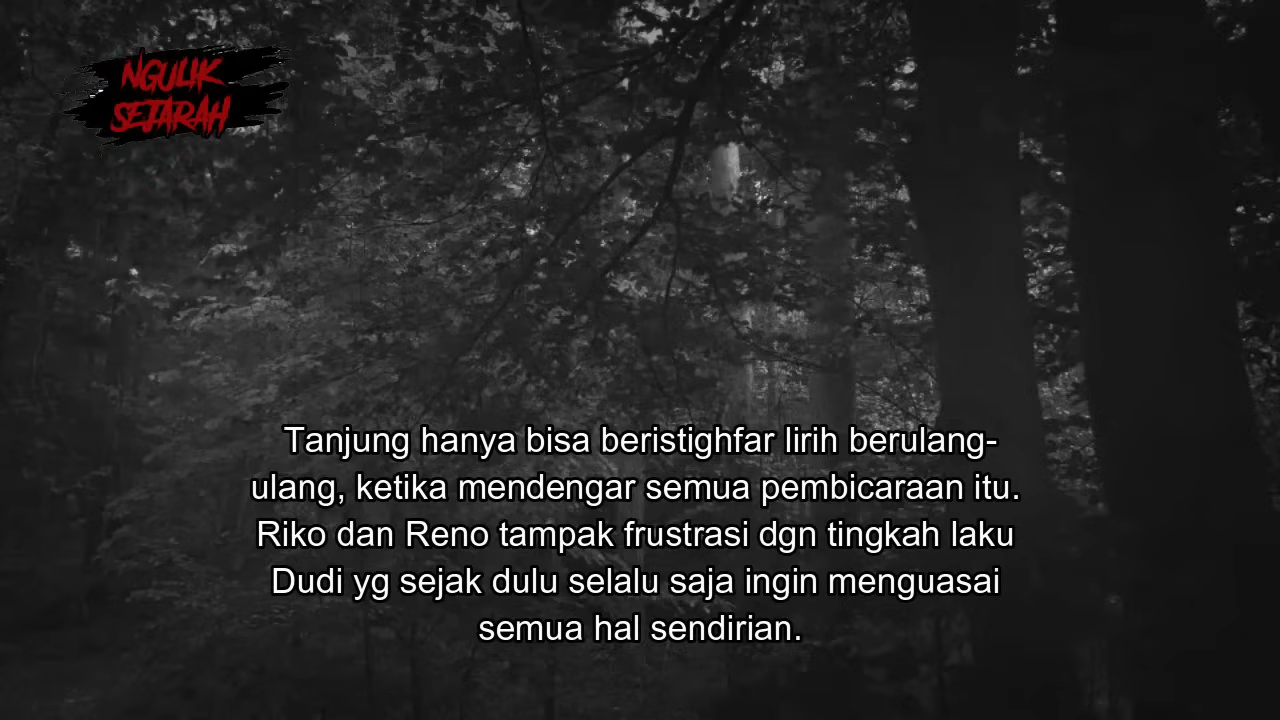 NGULIK
SEJARAH
Tanjung hanya bisa beristighfar lirih berulang-
ulang, ketika mendengar semua pembicaraan itu.
Riko dan Reno tampak frustrasi dgn tingkah laku
Dudi yg sejak dulu selalu saja ingin menguasai
semua hal sendirian.